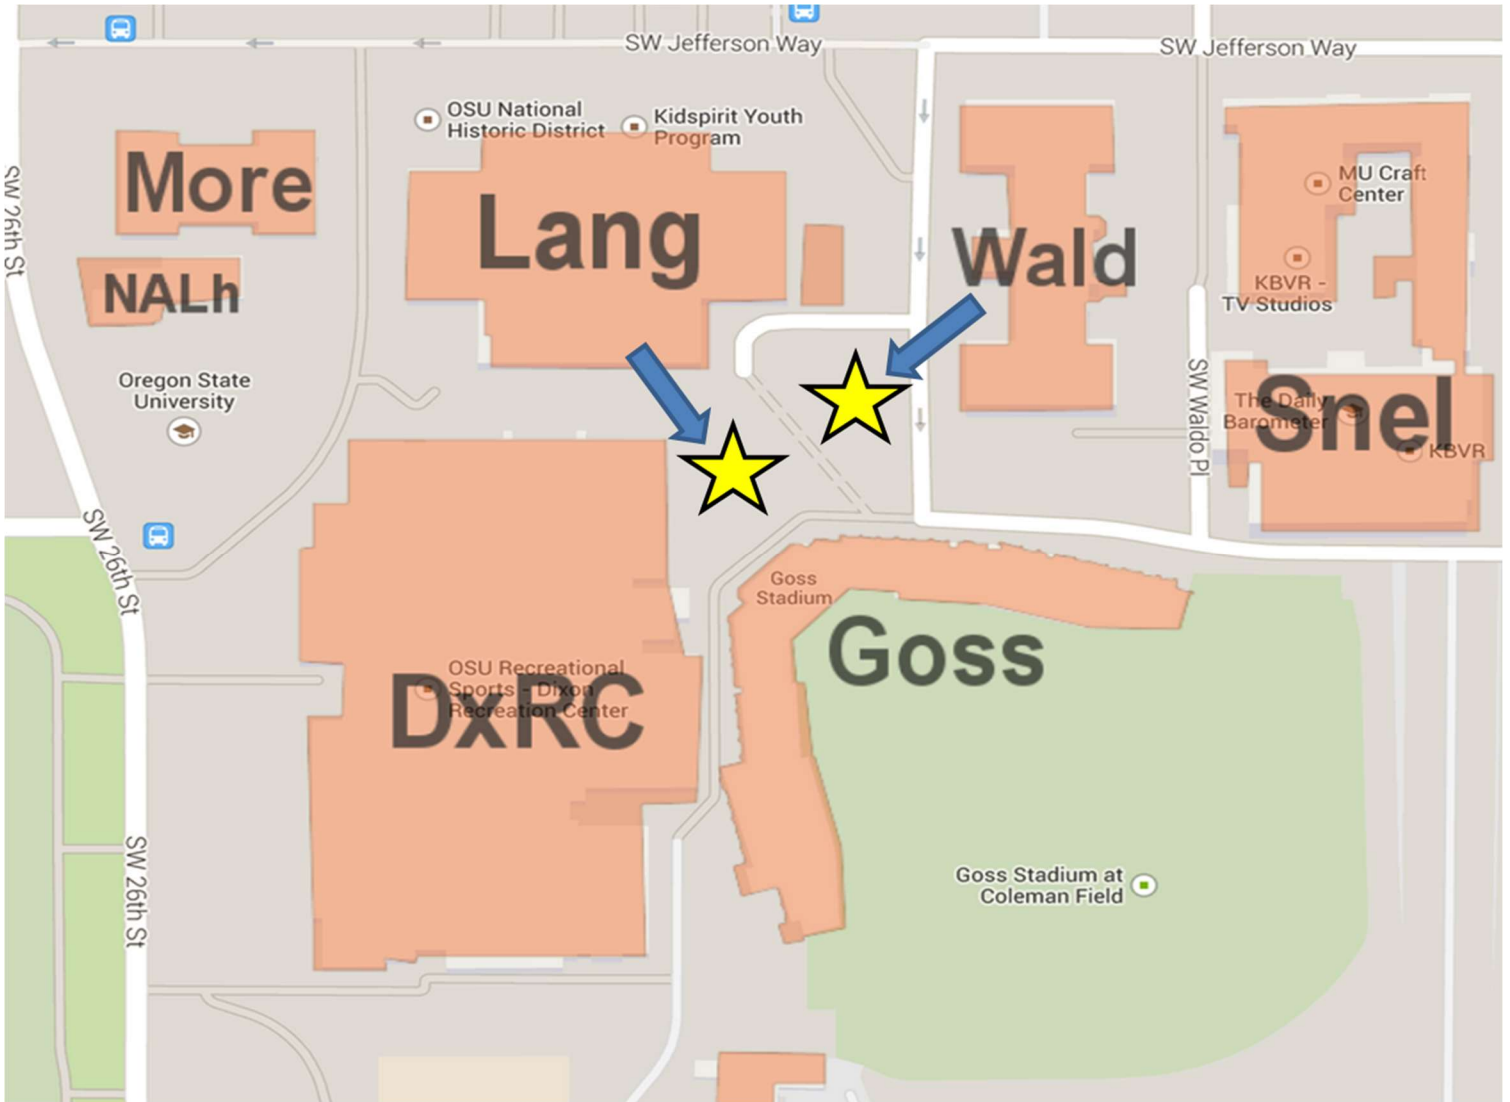 SW Jefferson Way
SW Jefferson Way
OSU National
Historic District
Kidspirit Youth
Program
More
Lang
Wald
MU Craft
Center
SW 26th St
NALh
KBVR -
TV Studios
Oregon State
University
SW Waldo Pl
The Daily
Barometer
Snel
KBVR
SW 26th St
Goss
Stadium
Goss
OSU Recreational
Sports - Dixon
Recreation Center
DxRC
SW 26th St
Goss Stadium at
Coleman Field